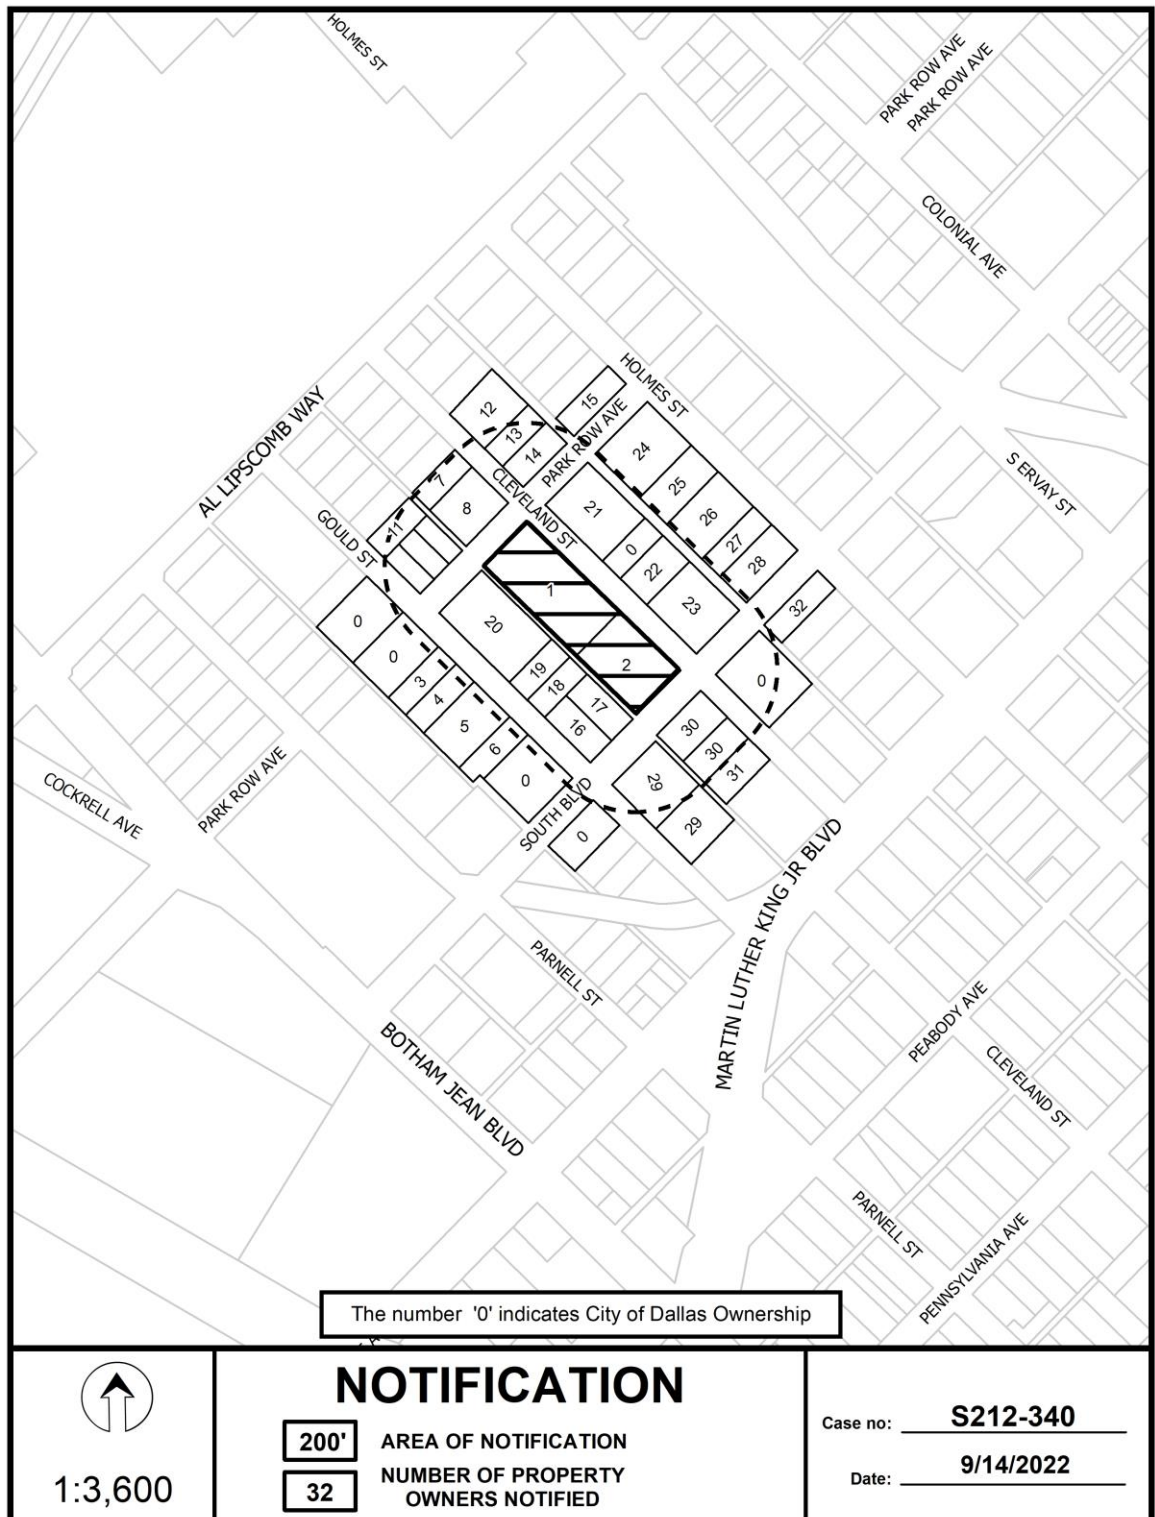 HOLMES ST
PARK ROW AVE
PARK ROW AVE
COLONIAL AVE
HOLMES ST
AL LIPSCOMB WAY
12
13
14
15
PARK ROW AVE
24
25
26
27
28
S ERVAY ST
7
8
11
CLEVELAND ST
GOULD ST
21
0
22
23
32
1
2
20
19
18
17
16
0
0
3
4
5
6
0
0
0
30
30
31
29
29
SOUTH BLVD
COCKRELL AVE
PARK ROW AVE
MARTIN LUTHER KING JR BLVD
PARNELL ST
BOTHAM JEAN BLVD
PEABODY AVE
CLEVELAND ST
PARNELL ST
PENNSYLVANIA AVE
The number '0' indicates City of Dallas Ownership
1:3,600
NOTIFICATION
200' AREA OF NOTIFICATION
32 NUMBER OF PROPERTY
OWNERS NOTIFIED
Case no: S212-340
Date: 9/14/2022